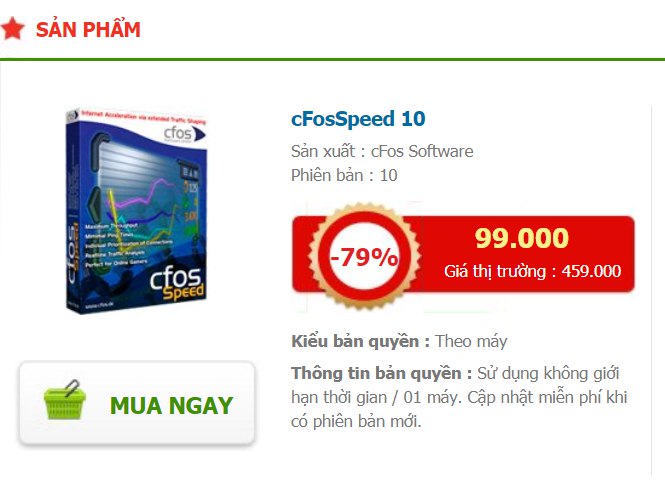 SẢN PHẨM
Internet Acceleration via extended Traffic Shaping
cfos
Maximum Throughput
Minimal Ping Times
Individual Prioritization of Connections
Realtime Traffic Analysis
Perfect for Online Gamers
cfos
speed
cfos
Speed
www.cfos.de
cFosSpeed 10
Sản xuất : cFos Software
Phiên bản : 10
-79%
99.000
Giá thị trường : 459.000
Kiểu bản quyền : Theo máy
Thông tin bản quyền : Sử dụng không giới
hạn thời gian / 01 máy. Cập nhật miễn phí khi
có phiên bản mới.
MUA NGAY